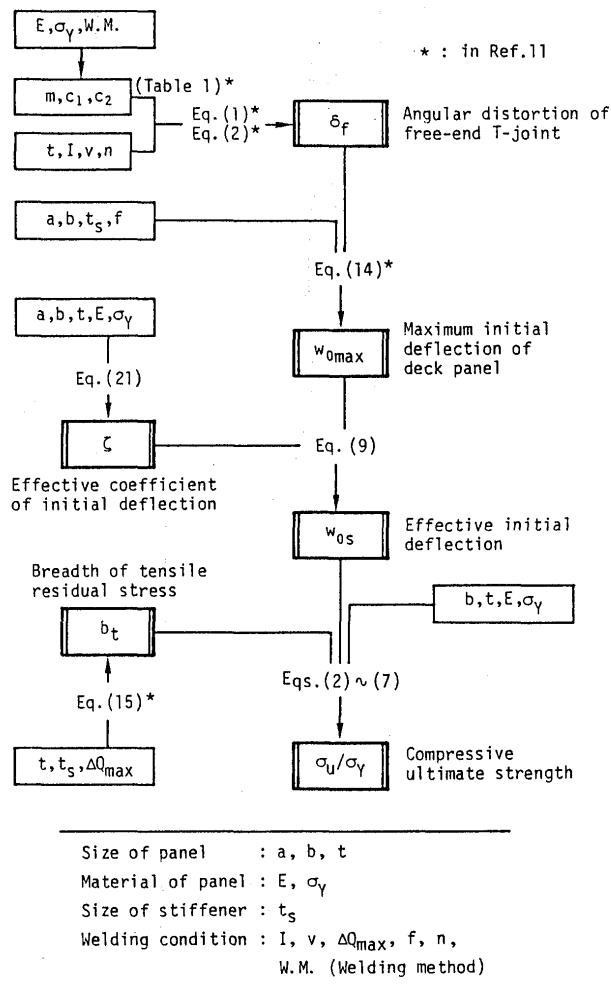 E,σY,W.M.
* : in Ref.11
(Table 1)*
m,c1,c2
Eq.(1)*
Eq.(2)*
δf
Angular distortion of
free-end T-joint
t,I,v,n
a,b,ts,f
Eq.(14)*
a,b,t,E,σY
w0max
Maximum initial
deflection of
deck panel
Eq.(21)
ζ
Eq.(9)
Effective coefficient
of initial deflection
w0s
Effective initial
deflection
Breadth of tensile
residual stress
b,t,E,σY
bt
Eqs.(2)~(7)
Eq.(15)*
t,ts,ΔQmax
σu/σY
Compressive
ultimate strength
Size of panel : a, b, t
Material of panel : E, σY
Size of stiffener : ts
Welding condition : I, v, ΔQmax, f, n,
W.M. (Welding method)